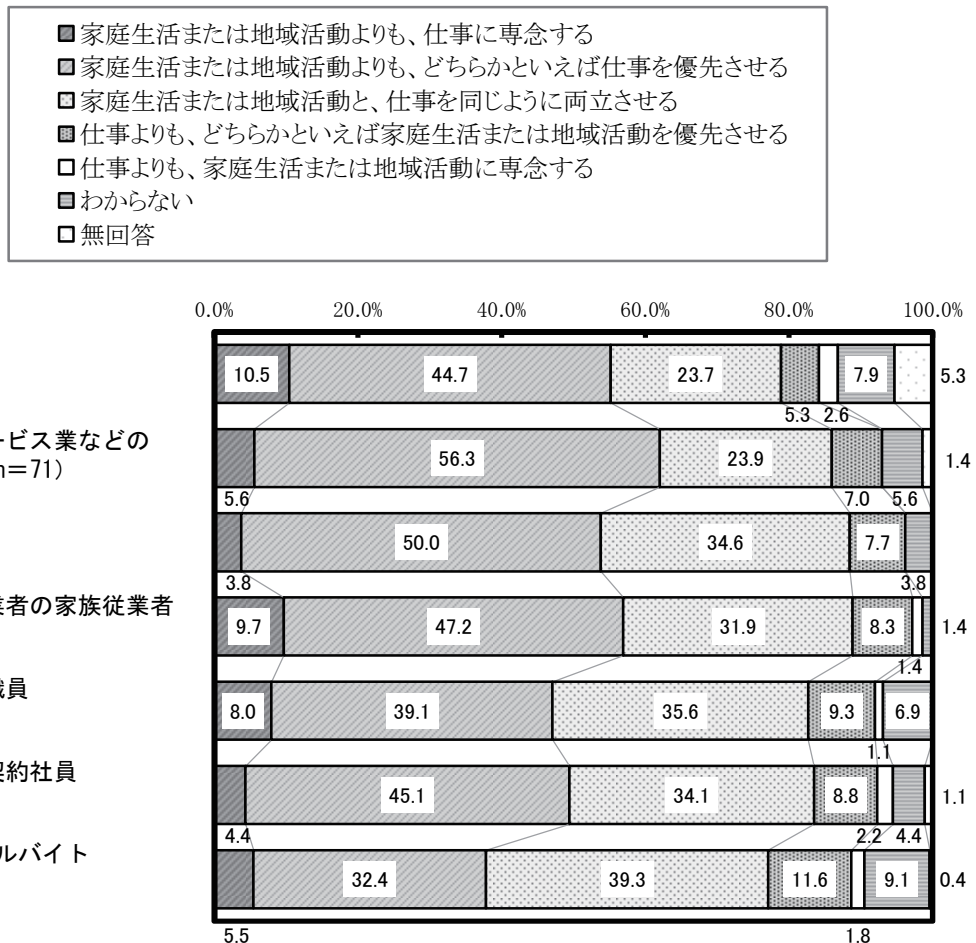 家庭生活または地域活動よりも、仕事に専念する
家庭生活または地域活動よりも、どちらかといえば仕事を優先させる
家庭生活または地域活動と、仕事を同じように両立させる
仕事よりも、どちらかといえば家庭生活または地域活動を優先させる
仕事よりも、家庭生活または地域活動に専念する
わからない
無回答
0.0% 20.0% 40.0% 60.0% 80.0% 100.0%
10.5 44.7 23.7 7.9 5.3
5.3 2.6
ービス業などの
n=71)
56.3 23.9 1.4
5.6 7.0 5.6
50.0 34.6 7.7
3.8 3.8
業者の家族従業者
9.7 47.2 31.9 8.3 1.4
1.4
職員
8.0 39.1 35.6 9.3 6.9
1.1
契約社員
45.1 34.1 8.8 1.1
4.4 2.2 4.4
ルバイト
32.4 39.3 11.6 9.1 0.4
5.5 1.8